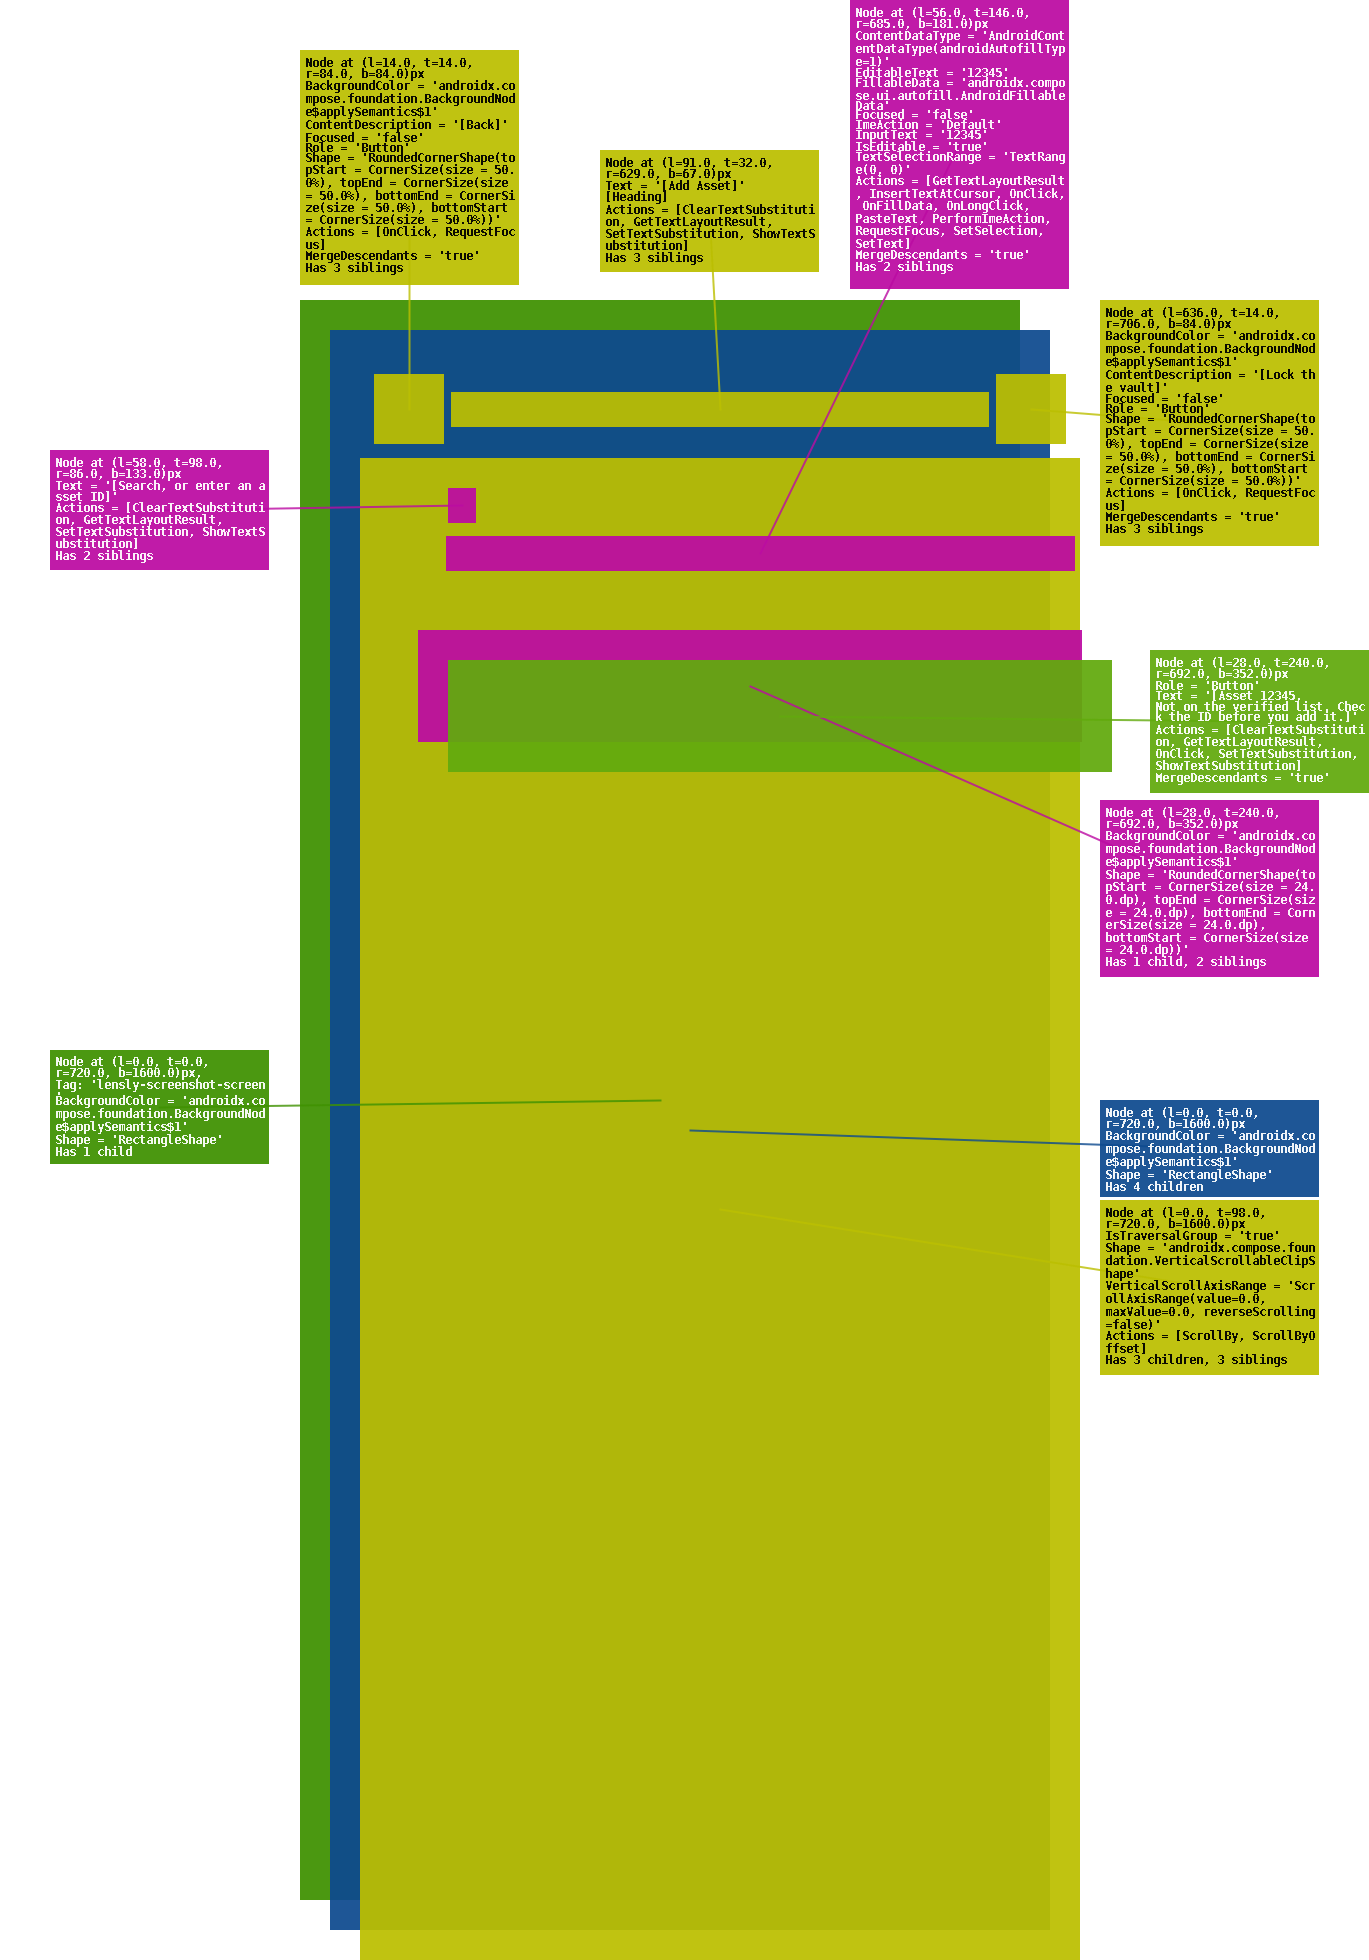 Node at (l=56.0, t=146.0,
r=685.0, b=181.0)px
ContentDataType = 'AndroidCont
entDataType(androidAutofillTyp
e=1)'
EditableText = '12345'
FillableData = 'androidx.compo
se.ui.autofill.AndroidFillable
Data'
Focused = 'false'
ImeAction = 'Default'
InputText = '12345'
IsEditable = 'true'
TextSelectionRange = 'TextRang
e(0, 0)'
Actions = [GetTextLayoutResult
, InsertTextAtCursor, OnClick,
OnFillData, OnLongClick,
PasteText, PerformImeAction,
RequestFocus, SetSelection,
SetText]
MergeDescendants = 'true'
Has 2 siblings
Node at (l=14.0, t=14.0,
r=84.0, b=84.0)px
BackgroundColor = 'androidx.co
mpose.foundation.BackgroundNod
e$applySemantics$1'
ContentDescription = '[Back]'
Focused = 'false'
Role = 'Button'
Shape = 'RoundedCornerShape(to
pStart = CornerSize(size = 50.
0%), topEnd = CornerSize(size
= 50.0%), bottomEnd = CornerSi
ze(size = 50.0%), bottomStart
= CornerSize(size = 50.0%))'
Actions = [OnClick, RequestFoc
us]
MergeDescendants = 'true'
Has 3 siblings
Node at (l=91.0, t=32.0,
r=629.0, b=67.0)px
Text = '[Add Asset]'
[Heading]
Actions = [ClearTextSubstituti
on, GetTextLayoutResult,
SetTextSubstitution, ShowTextS
ubstitution]
Has 3 siblings
Node at (l=636.0, t=14.0,
r=706.0, b=84.0)px
BackgroundColor = 'androidx.co
mpose.foundation.BackgroundNod
e$applySemantics$1'
ContentDescription = '[Lock th
e vault]'
Focused = 'false'
Role = 'Button'
Shape = 'RoundedCornerShape(to
pStart = CornerSize(size = 50.
0%), topEnd = CornerSize(size
= 50.0%), bottomEnd = CornerSi
ze(size = 50.0%), bottomStart
= CornerSize(size = 50.0%))'
Actions = [OnClick, RequestFoc
us]
MergeDescendants = 'true'
Has 3 siblings
Node at (l=58.0, t=98.0,
r=86.0, b=133.0)px
Text = '[Search, or enter an a
sset ID]'
Actions = [ClearTextSubstituti
on, GetTextLayoutResult,
SetTextSubstitution, ShowTextS
ubstitution]
Has 2 siblings
Node at (l=28.0, t=240.0,
r=692.0, b=352.0)px
Role = 'Button'
Text = '[Asset 12345,
Not on the verified list. Chec
k the ID before you add it.]'
Actions = [ClearTextSubstituti
on, GetTextLayoutResult,
OnClick, SetTextSubstitution,
ShowTextSubstitution]
MergeDescendants = 'true'
Node at (l=28.0, t=240.0,
r=692.0, b=352.0)px
BackgroundColor = 'androidx.co
mpose.foundation.BackgroundNod
e$applySemantics$1'
Shape = 'RoundedCornerShape(to
pStart = CornerSize(size = 24.
0.dp), topEnd = CornerSize(siz
e = 24.0.dp), bottomEnd = Corn
erSize(size = 24.0.dp),
bottomStart = CornerSize(size
= 24.0.dp))'
Has 1 child, 2 siblings
Node at (l=0.0, t=0.0,
r=720.0, b=1600.0)px,
Tag: 'lensly-screenshot-screen
'
BackgroundColor = 'androidx.co
mpose.foundation.BackgroundNod
e$applySemantics$1'
Shape = 'RectangleShape'
Has 1 child
Node at (l=0.0, t=0.0,
r=720.0, b=1600.0)px
BackgroundColor = 'androidx.co
mpose.foundation.BackgroundNod
e$applySemantics$1'
Shape = 'RectangleShape'
Has 4 children
Node at (l=0.0, t=98.0,
r=720.0, b=1600.0)px
IsTraversalGroup = 'true'
Shape = 'androidx.compose.foun
dation.VerticalScrollableClipS
hape'
VerticalScrollAxisRange = 'Scr
ollAxisRange(value=0.0,
maxValue=0.0, reverseScrolling
=false)'
Actions = [ScrollBy, ScrollByO
ffset]
Has 3 children, 3 siblings